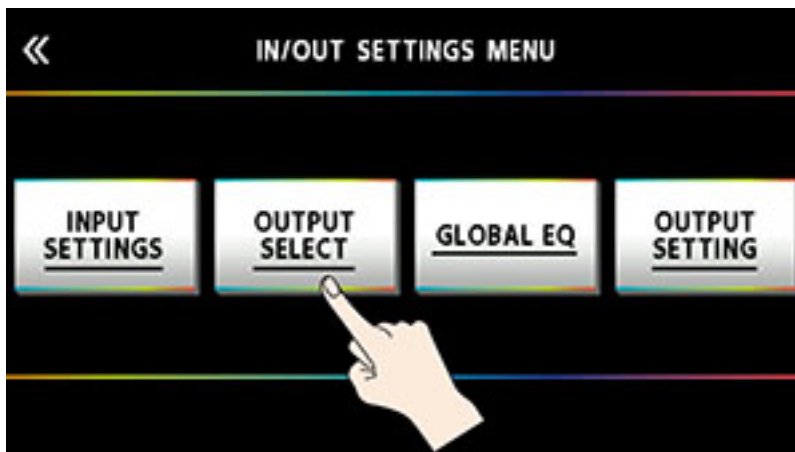 IN/OUT SETTINGS MENU
INPUT
SETTINGS
OUTPUT
SELECT
GLOBAL EQ
OUTPUT
SETTING